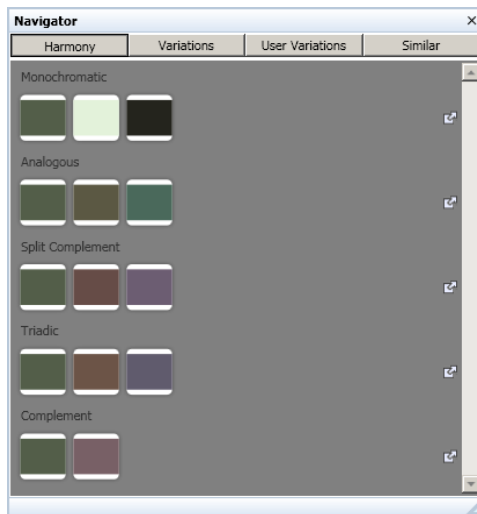 Navigator
Harmony Variations User Variations Similar
Monochromatic
Analogous
Split Complement
Triadic
Complement